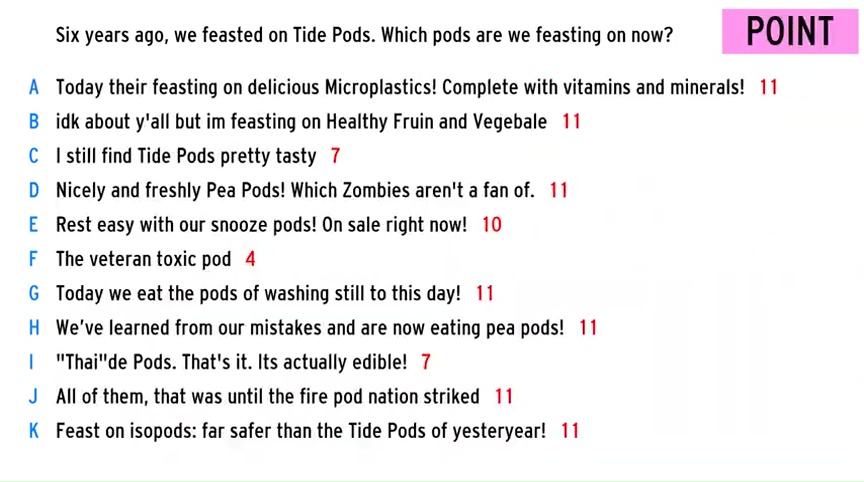 Six years ago, we feasted on Tide Pods. Which pods are we feasting on now?
POINT
A Today their feasting on delicious Microplastics! Complete with vitamins and minerals! 11
B idk about y'all but im feasting on Healthy Fruin and Vegebale 11
C I still find Tide Pods pretty tasty 7
D Nicely and freshly Pea Pods! Which Zombies aren't a fan of. 11
E Rest easy with our snooze pods! On sale right now! 10
F The veteran toxic pod 4
G Today we eat the pods of washing still to this day! 11
H We've learned from our mistakes and are now eating pea pods! 11
I "Thai"de Pods. That's it. Its actually edible! 7
J All of them, that was until the fire pod nation striked 11
K Feast on isopods: far safer than the Tide Pods of yesteryear! 11